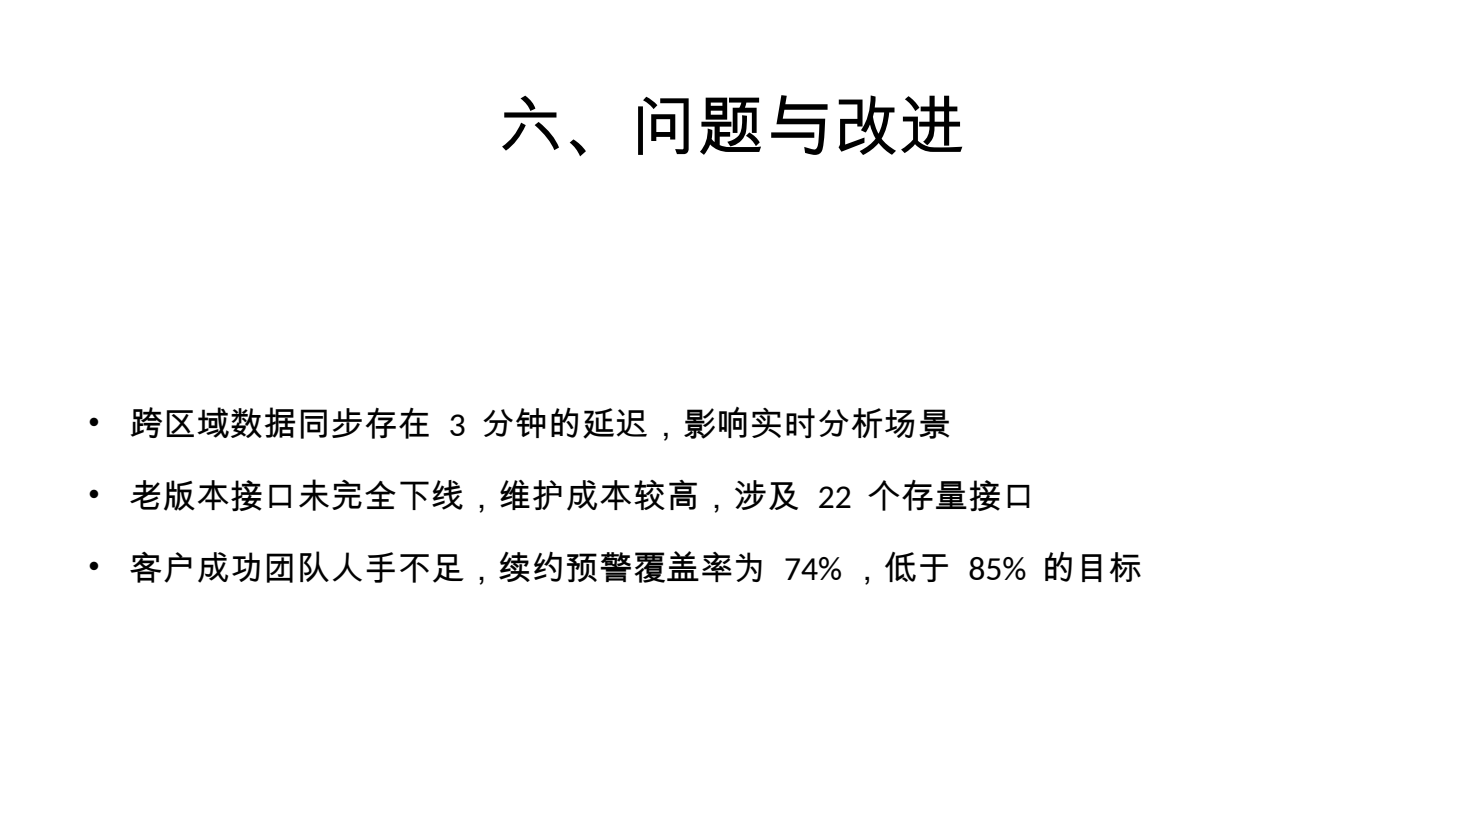 六、问题与改进
• 跨区域数据同步存在 3 分钟的延迟，影响实时分析场景
• 老版本接口未完全下线，维护成本较高，涉及 22 个存量接口
• 客户成功团队人手不足，续约预警覆盖率为 74%，低于 85% 的目标